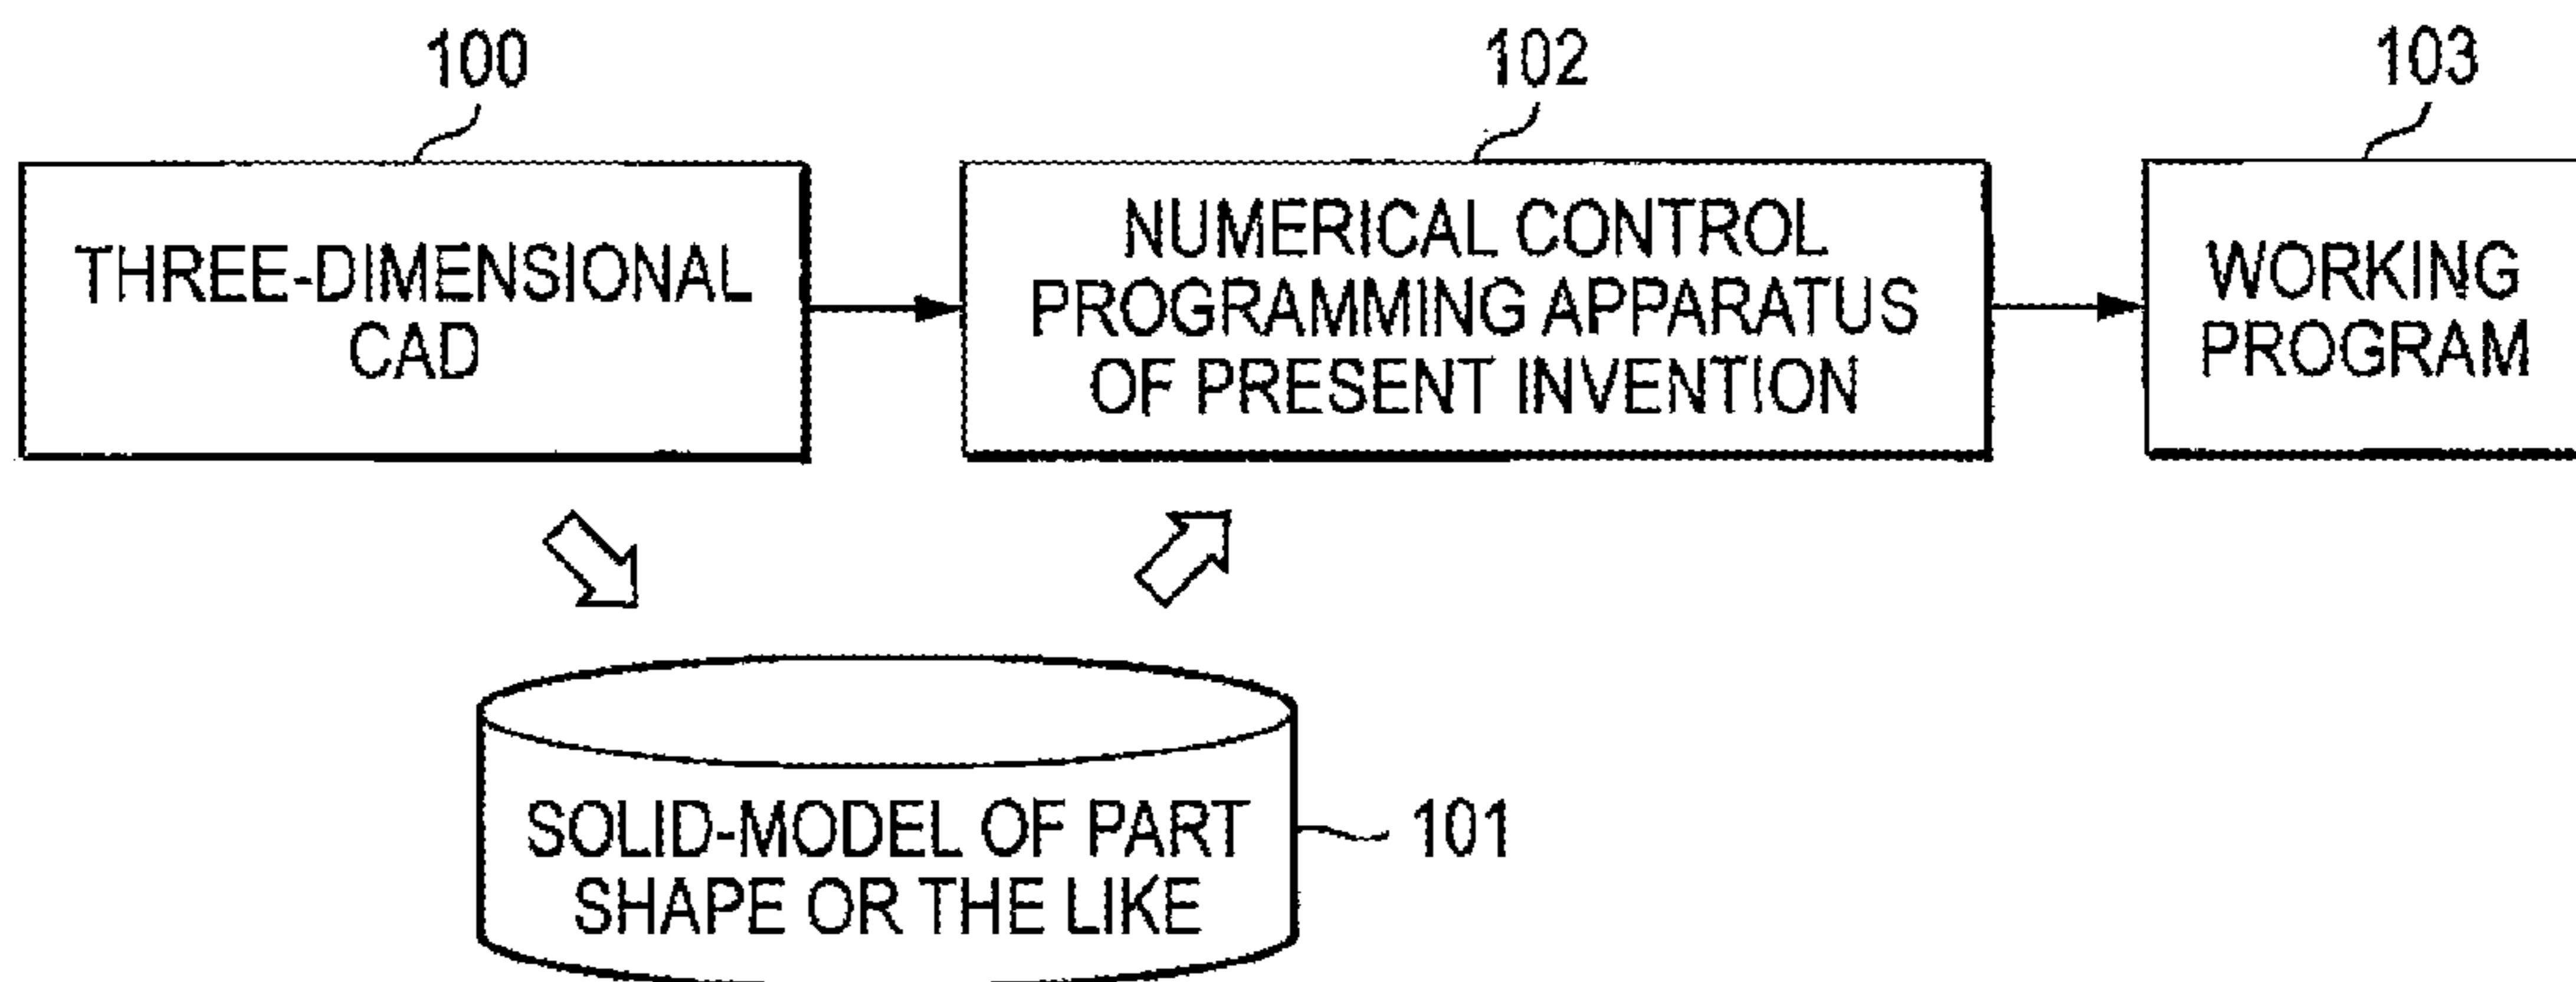 100
102
103
THREE-DIMENSIONAL
CAD
NUMERICAL CONTROL
PROGRAMMING APPARATUS
OF PRESENT INVENTION
WORKING
PROGRAM
SOLID-MODEL OF PART
SHAPE OR THE LIKE
101